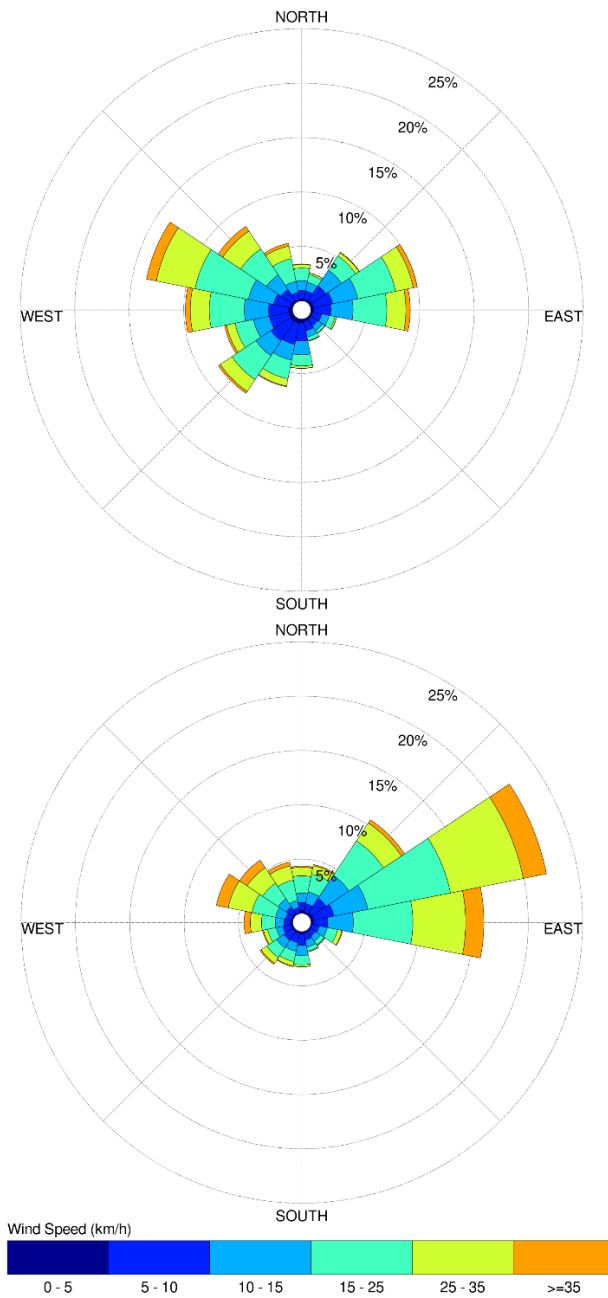 NORTH
25%
20%
15%
10%
5%
WEST
EAST
SOUTH
NORTH
25%
20%
15%
10%
5%
WEST
EAST
SOUTH
Wind Speed (km/h)
0 - 5 5 - 10 10 - 15 15 - 25 25 - 35 >=35